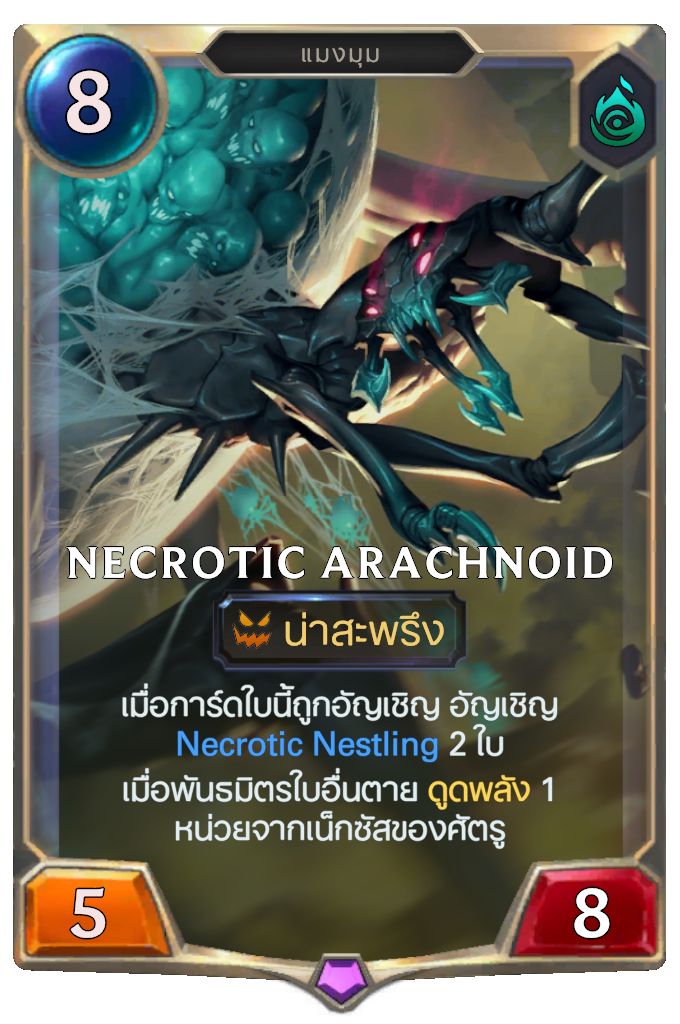 8
แมงมุม
NECROTIC ARACHNOID
น่าสะพรึง
เมื่อการ์ดใบนี้ถูกอัญเชิญ อัญเชิญ
Necrotic Nestling 2 ใบ
เมื่อพันธมิตรใบอื่นตาย ดูดพลัง 1
หน่วยจากเน็กซัสของศัตรู
5
8